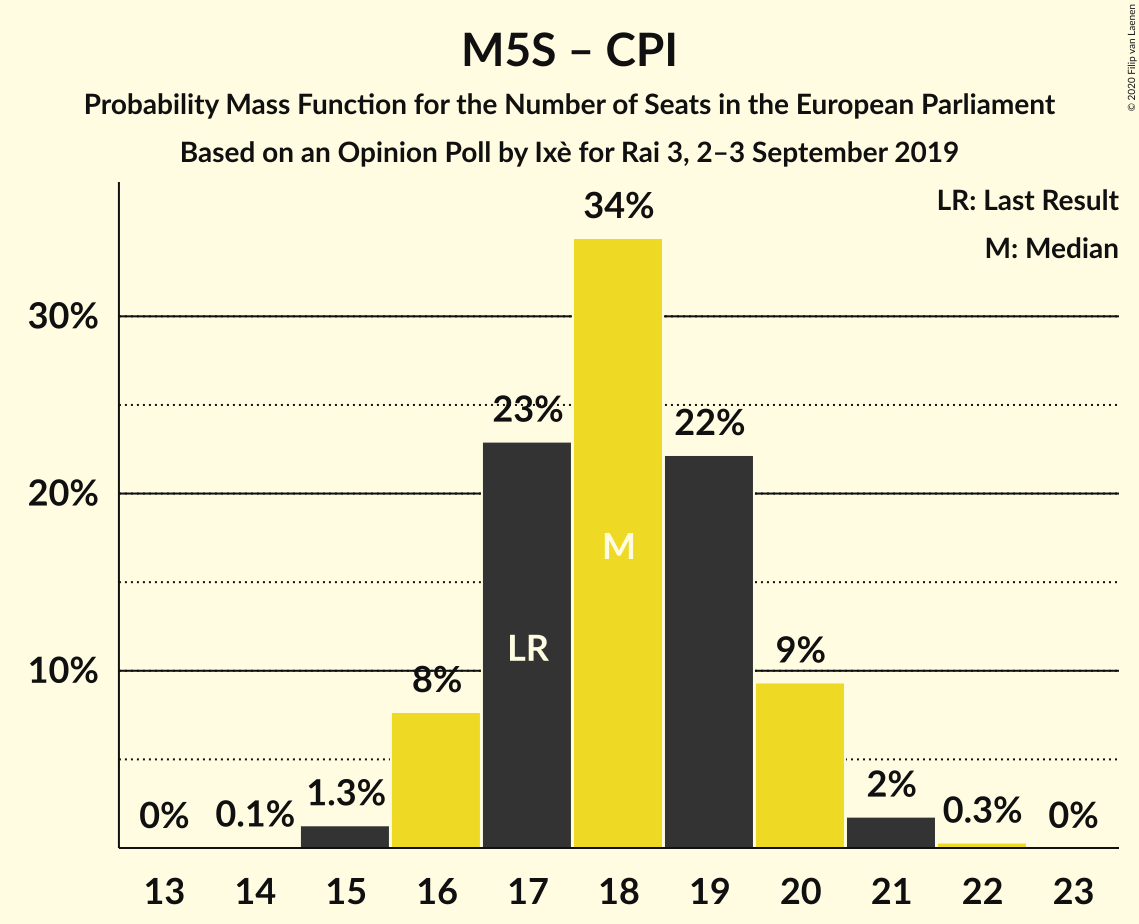 M5S – CPI
Probability Mass Function for the Number of Seats in the European Parliament
Based on an Opinion Poll by Ixè for Rai 3, 2–3 September 2019
© 2020 Filip van Laenen
LR: Last Result
M: Median
30%
20%
10%
0%
0.1%
1.3%
8%
23%
34%
22%
9%
2%
0.3%
0%
LR
M
13 14 15 16 17 18 19 20 21 22 23